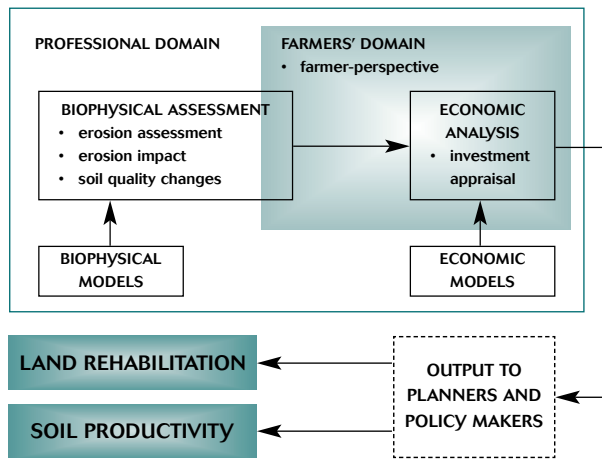 PROFESSIONAL DOMAIN
FARMERS' DOMAIN
• farmer-perspective
BIOPHYSICAL ASSESSMENT
• erosion assessment
• erosion impact
• soil quality changes
ECONOMIC
ANALYSIS
• investment
appraisal
BIOPHYSICAL
MODELS
ECONOMIC
MODELS
LAND REHABILITATION
SOIL PRODUCTIVITY
OUTPUT TO
PLANNERS AND
POLICY MAKERS